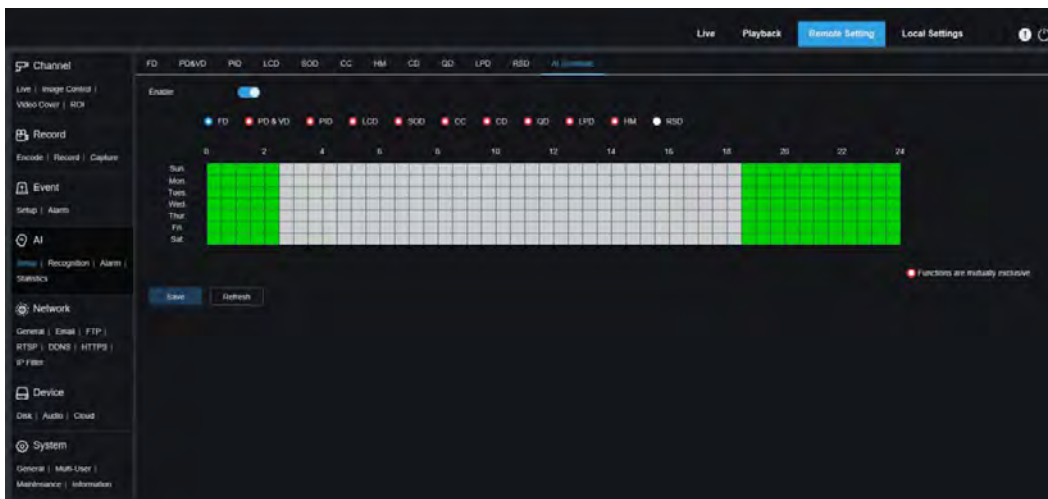 Live Playback Remote Setting Local Settings
Channel
Live | Image Control |
Video Cover | ROI
Record
Encode | Record | Capture
Event
Setup | Alarm
AI
Setup | Recognition | Alarm |
Statistics
Network
General | Email | FTP |
RTSP | DDNS | HTTPS |
IP Filter
Device
Disk | Audio | Cloud
System
General | Multi-User |
Maintenance | Information
FD PD&VD PID LCD SOD CC HM CD QD LPD RSD AI Schedule
Enable
FD PD & VD PID LCD SOD CC CD QD LPD HM RSD
0 2 4 6 8 10 12 14 16 18 20 22 24
Sun.
Mon.
Tues.
Wed.
Thur.
Fri.
Sat.
Functions are mutually exclusive
Save Refresh